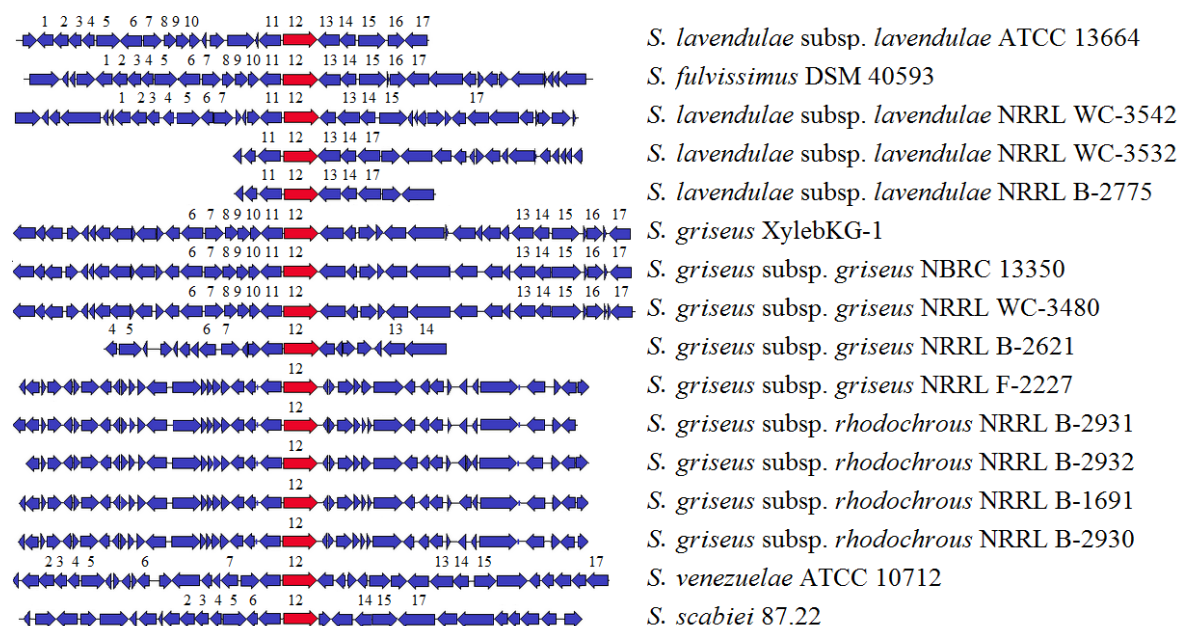 1 2 3 4 5 6 7 8 9 10 11 12 13 14 15 16 17
S. lavendulae subsp. lavendulae ATCC 13664
1 2 3 4 5 6 7 8 9 10 11 12 13 14 15 16 17
S. fulvissimus DSM 40593
1 2 3 4 5 6 7 11 12 13 14 15 17
S. lavendulae subsp. lavendulae NRRL WC-3542
11 12 13 14 17
S. lavendulae subsp. lavendulae NRRL WC-3532
11 12 13 14 17
S. lavendulae subsp. lavendulae NRRL B-2775
6 7 8 9 10 11 12 13 14 15 16 17
S. griseus XylebKG-1
6 7 8 9 10 11 12 13 14 15 16 17
S. griseus subsp. griseus NBRC 13350
6 7 8 9 10 11 12 13 14 15 16 17
S. griseus subsp. griseus NRRL WC-3480
4 5 6 7 12 13 14
S. griseus subsp. griseus NRRL B-2621
12
S. griseus subsp. griseus NRRL F-2227
12
S. griseus subsp. rhodochrous NRRL B-2931
12
S. griseus subsp. rhodochrous NRRL B-2932
12
S. griseus subsp. rhodochrous NRRL B-1691
12
S. griseus subsp. rhodochrous NRRL B-2930
2 3 4 5 6 7 12 13 14 15 17
S. venezuelae ATCC 10712
2 3 4 5 6 12 14 15 17
S. scabiei 87.22